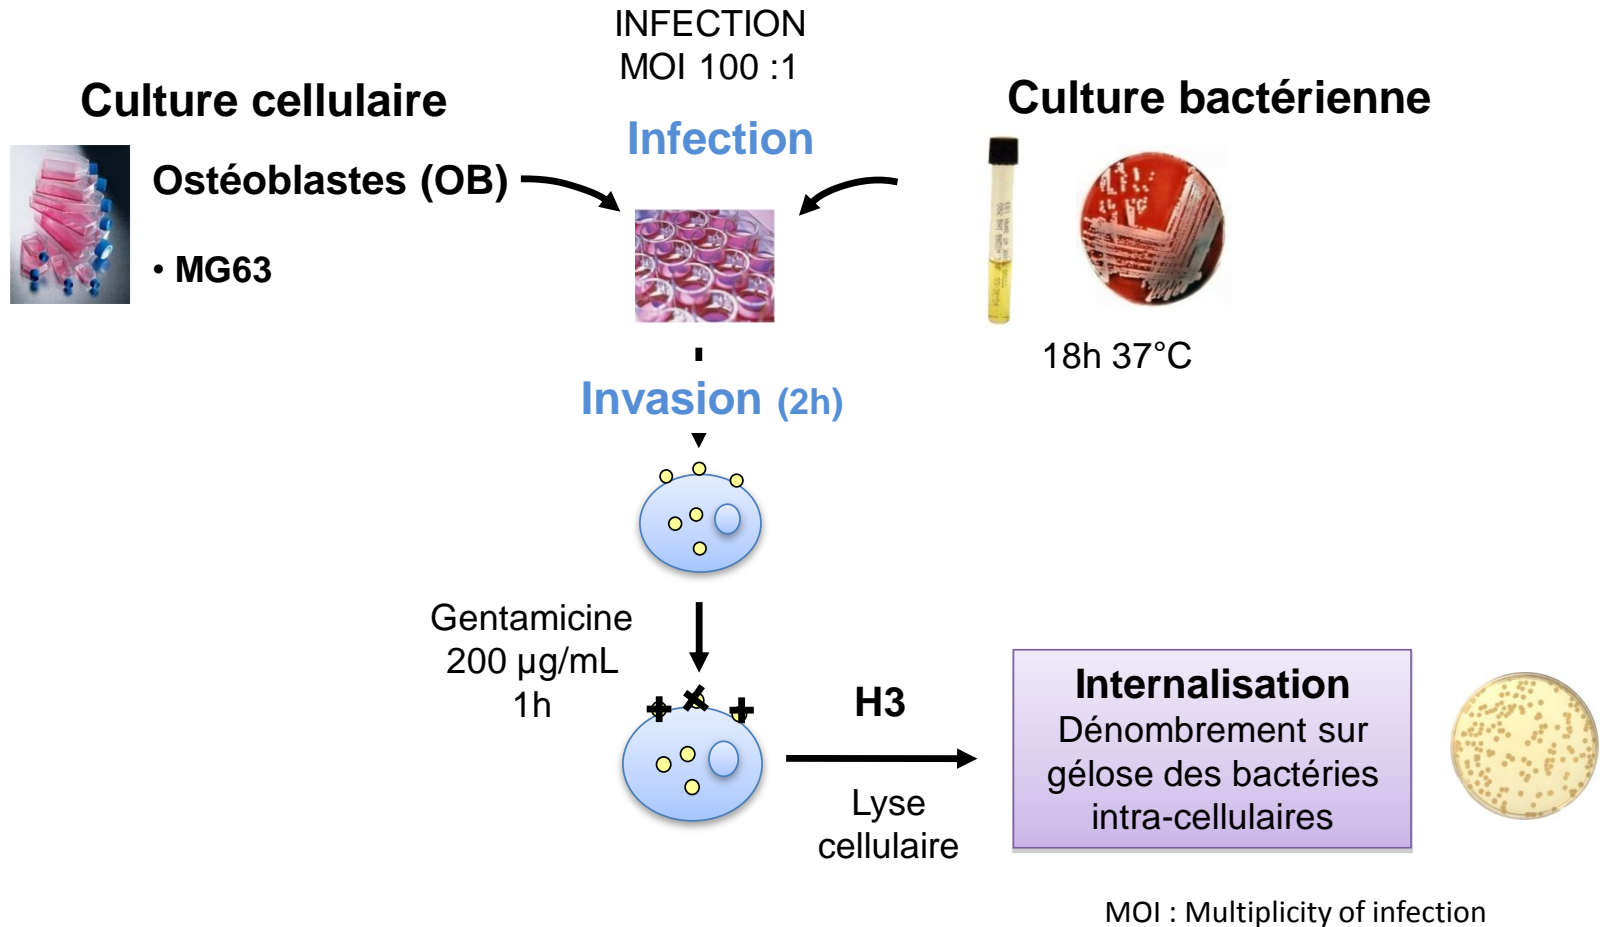 INFECTION
MOI 100 :1
Culture cellulaire
Culture bactérienne
Infection
Ostéoblastes (OB)
• MG63
18h 37°C
Invasion (2h)
Gentamicine
200 µg/mL
1h
H3
Lyse
cellulaire
Internalisation
Dénombrement sur
gélose des bactéries
intra-cellulaires
MOI : Multiplicity of infection